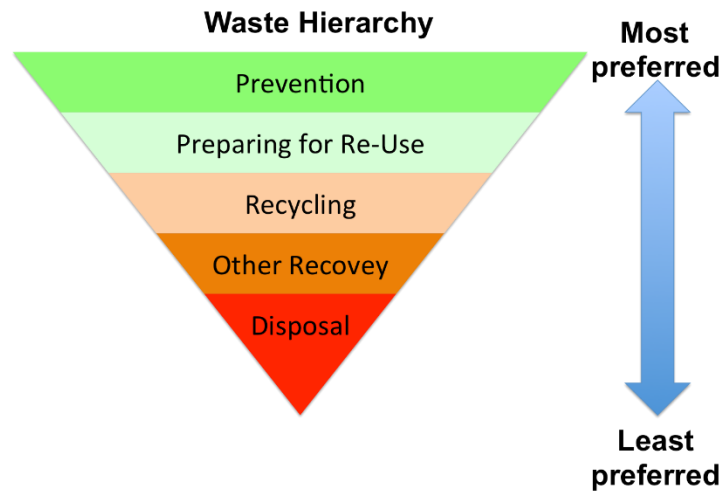 Waste Hierarchy
Most
preferred
Prevention
Preparing for Re-Use
Recycling
Other Recovey
Disposal
Least
preferred